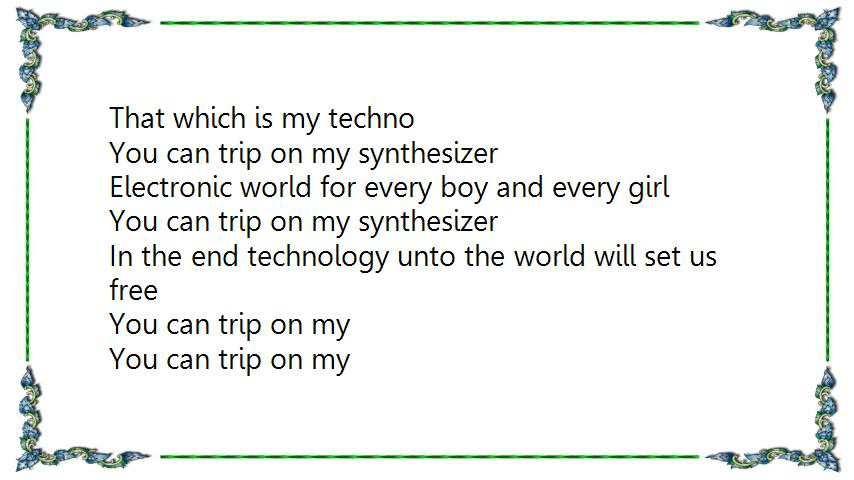 That which is my techno
You can trip on my synthesizer
Electronic world for every boy and every girl
You can trip on my synthesizer
In the end technology unto the world will set us
free
You can trip on my
You can trip on my